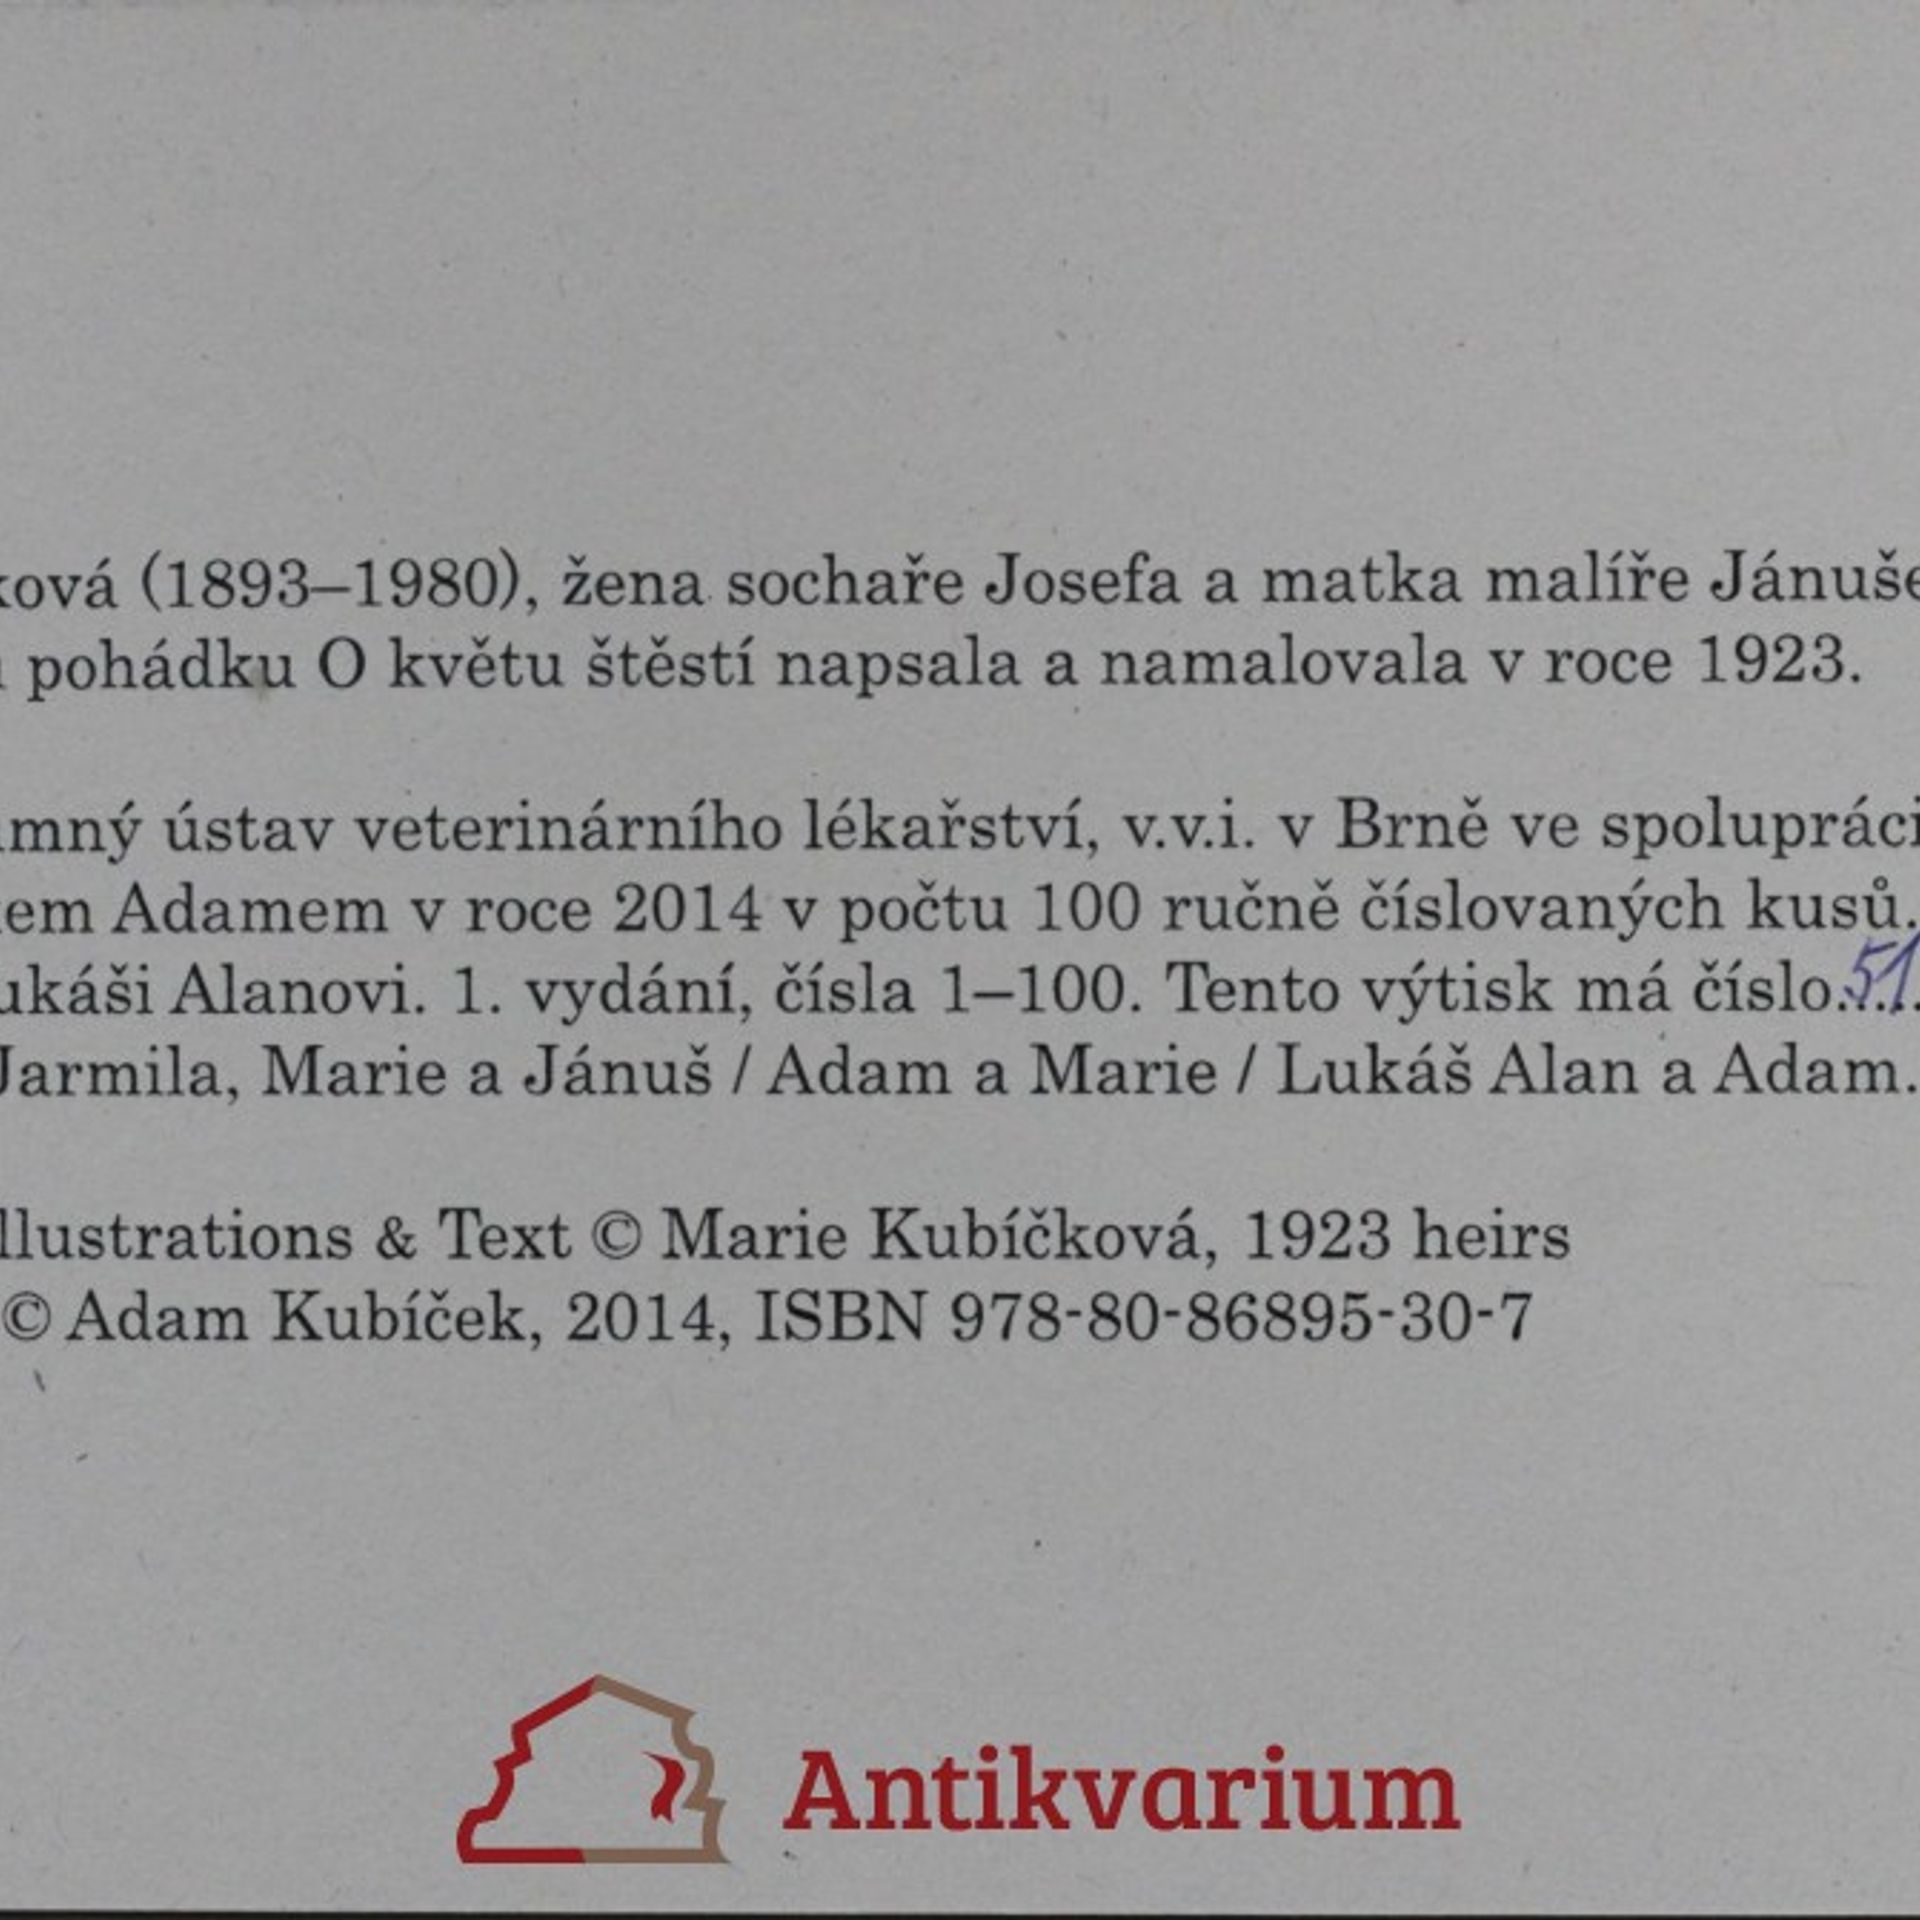 ková (1893–1980), žena sochaře Josefa a matka malíře Jánuše
pohádku O květu štěstí napsala a namalovala v roce 1923.
mný ústav veterinárního lékařství, v.v.i. v Brně ve spolupráci
kem Adamem v roce 2014 v počtu 100 ručně číslovaných kusů.
ukáši Alanovi. 1. vydání, čísla 1–100. Tento výtisk má číslo....51
Jarmila, Marie a Jánuš / Adam a Marie / Lukáš Alan a Adam.
llustrations & Text © Marie Kubíčková, 1923 heirs
© Adam Kubíček, 2014, ISBN 978-80-86895-30-7
Antikvarium